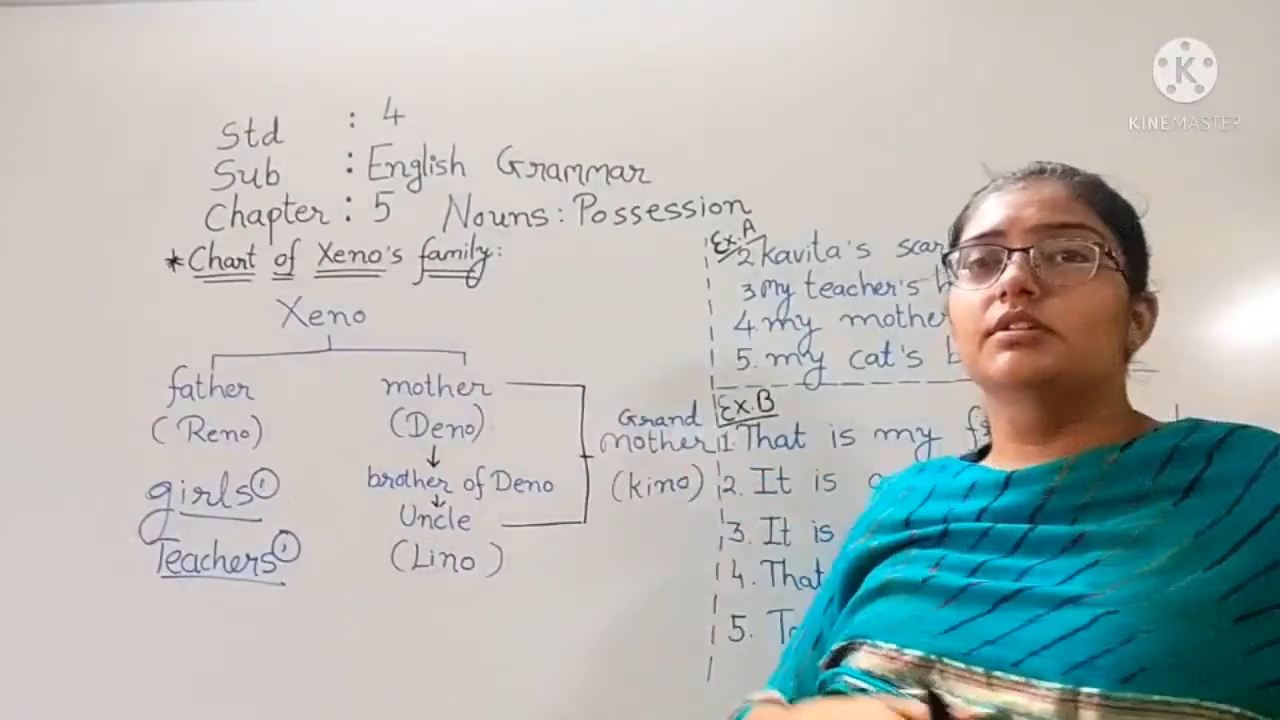 Std : 4
Sub : English Grammar
Chapter : 5 Nouns : Possession
* Chart of Xeno's family:
Xeno
father
(Reno)
mother
(Deno)
↓
brother of Deno
↓
Uncle
(Lino)
Grand
mother
(kino)
girls'
Teachers'
Ex.A
2 Kavita's
3 My teacher's
4. my
5. my cat's
Ex.B
1. That is my
2. It is
3. It is
4. That
5.
KINEMASTER